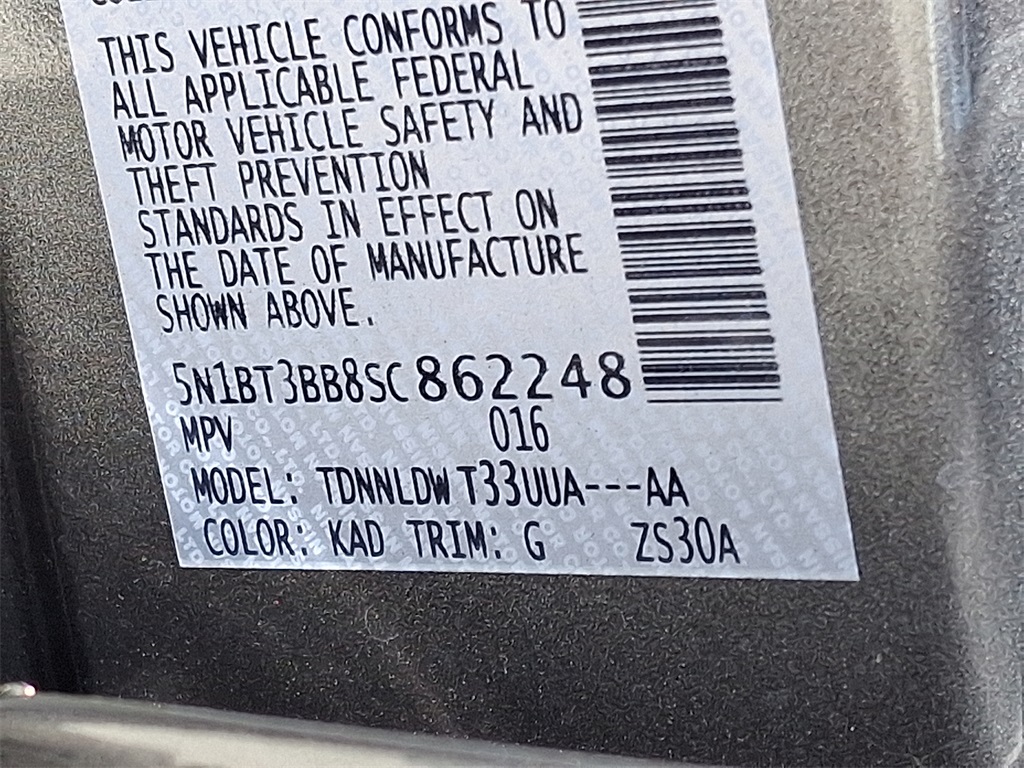 THIS VEHICLE CONFORMS TO
ALL APPLICABLE FEDERAL
MOTOR VEHICLE SAFETY AND
THEFT PREVENTION
STANDARDS IN EFFECT ON
THE DATE OF MANUFACTURE
SHOWN ABOVE.
5N1BT3BB8SC862248
MPV 016
MODEL: TDNNLDWT33UUA---AA
COLOR: KAD TRIM: G ZS30A